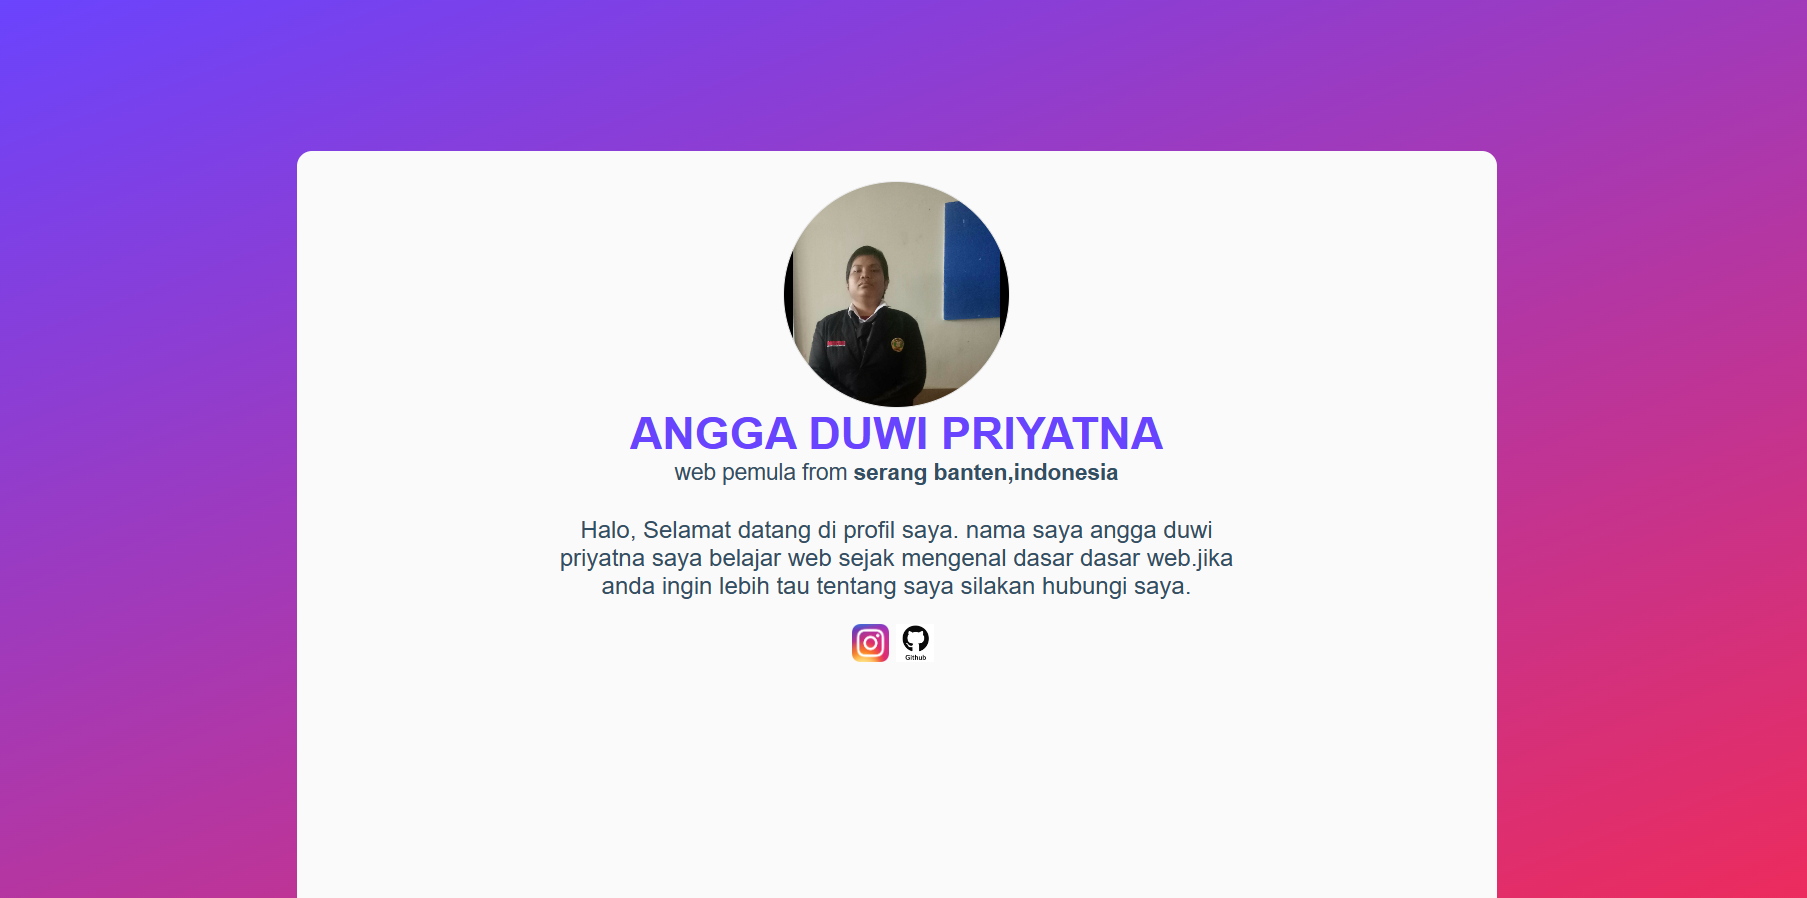 ANGGA DUWI PRIYATNA
web pemula from serang banten,indonesia
Halo, Selamat datang di profil saya. nama saya angga duwi
priyatna saya belajar web sejak mengenal dasar dasar web.jika
anda ingin lebih tau tentang saya silakan hubungi saya.
Github